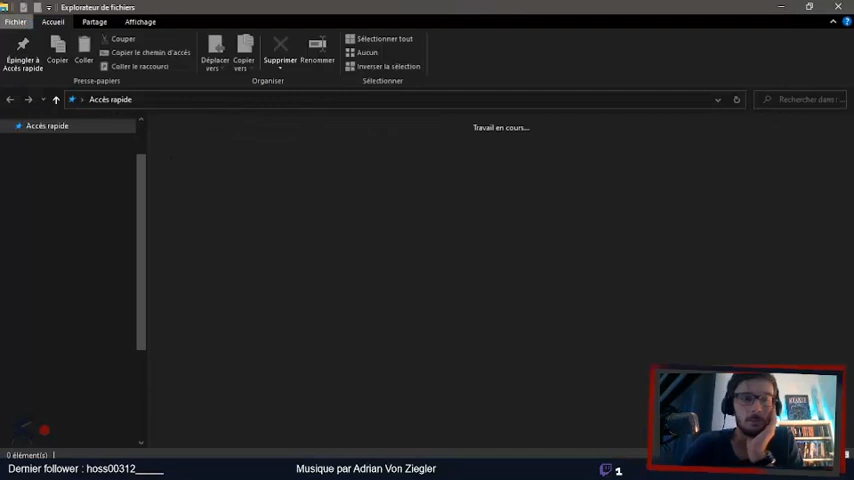 Explorateur de fichiers
Fichier Accueil Partage Affichage
Épingler à Accès rapide
Copier
Coller
Couper
Copier le chemin d'accès
Coller le raccourci
Presse-papiers
Déplacer vers
Copier vers
Supprimer
Renommer
Organiser
Sélectionner tout
Aucun
Inverser la sélection
Sélectionner
Accès rapide
Rechercher dans : ...
Accès rapide
Travail en cours...
0 élément(s)
Dernier follower : hoss00312_____
Musique par Adrian Von Ziegler
1